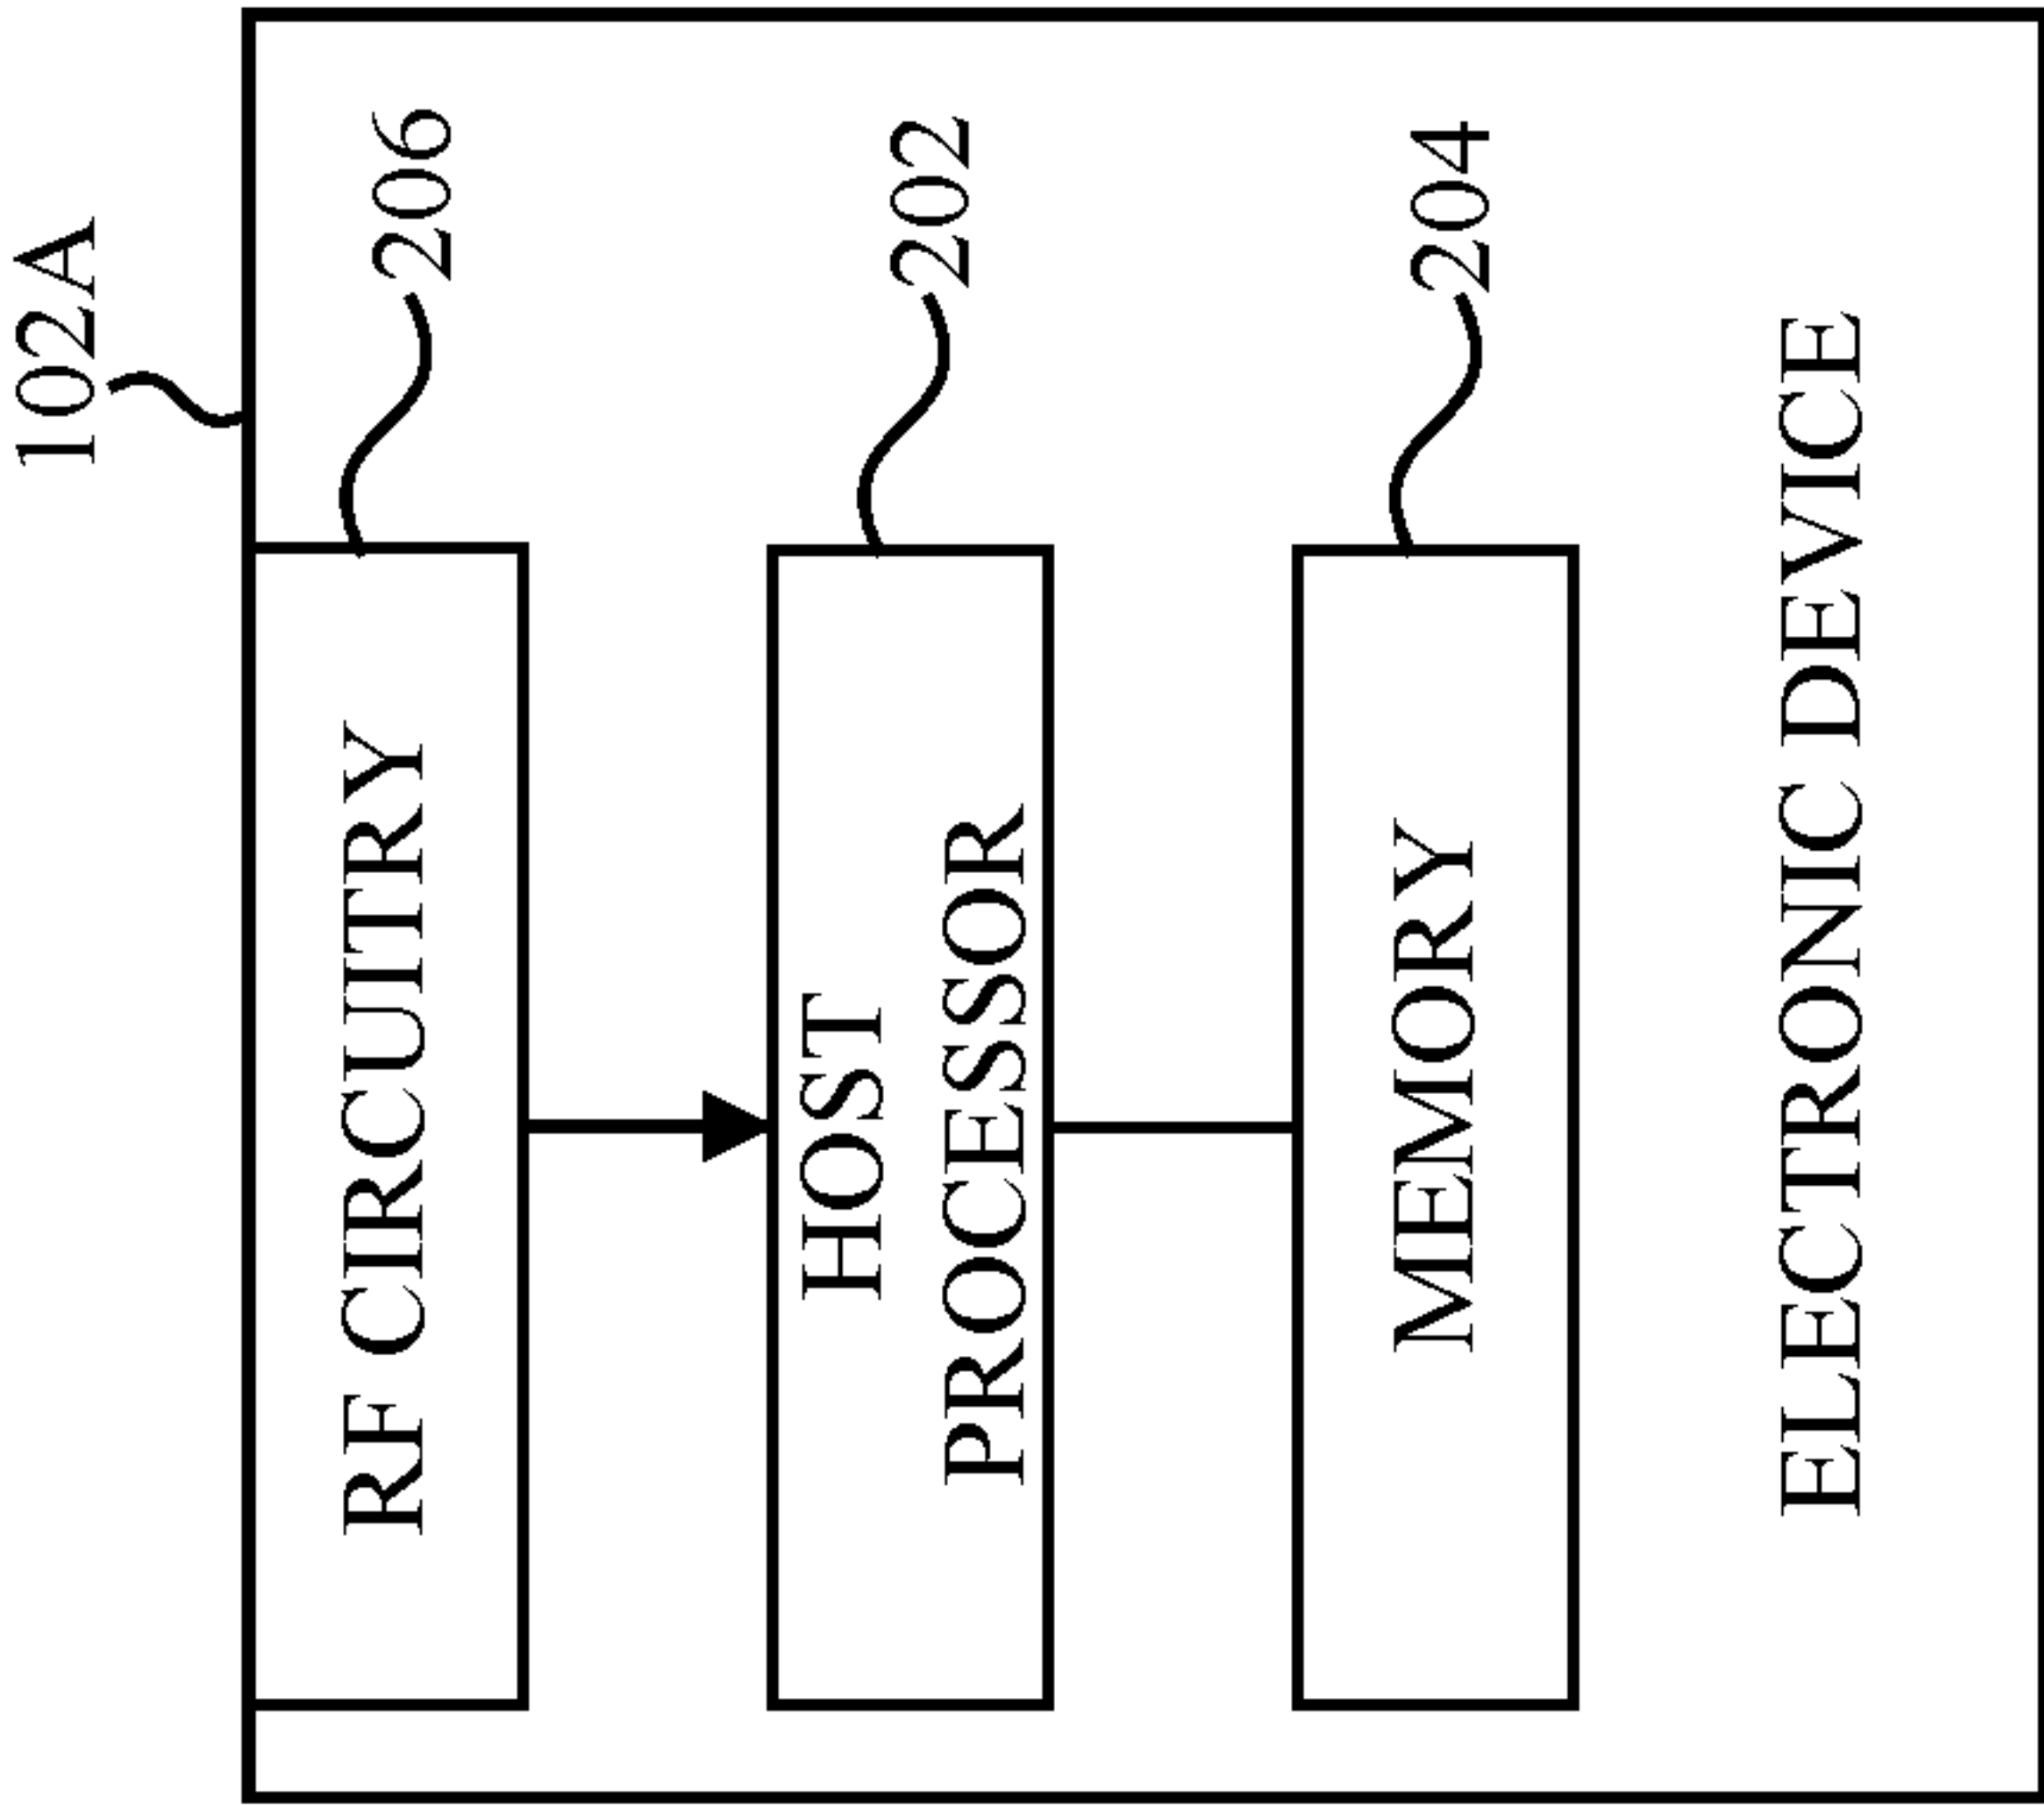 102A
RF CIRCUITRY
206
HOST
PROCESSOR
202
MEMORY
204
ELECTRONIC DEVICE